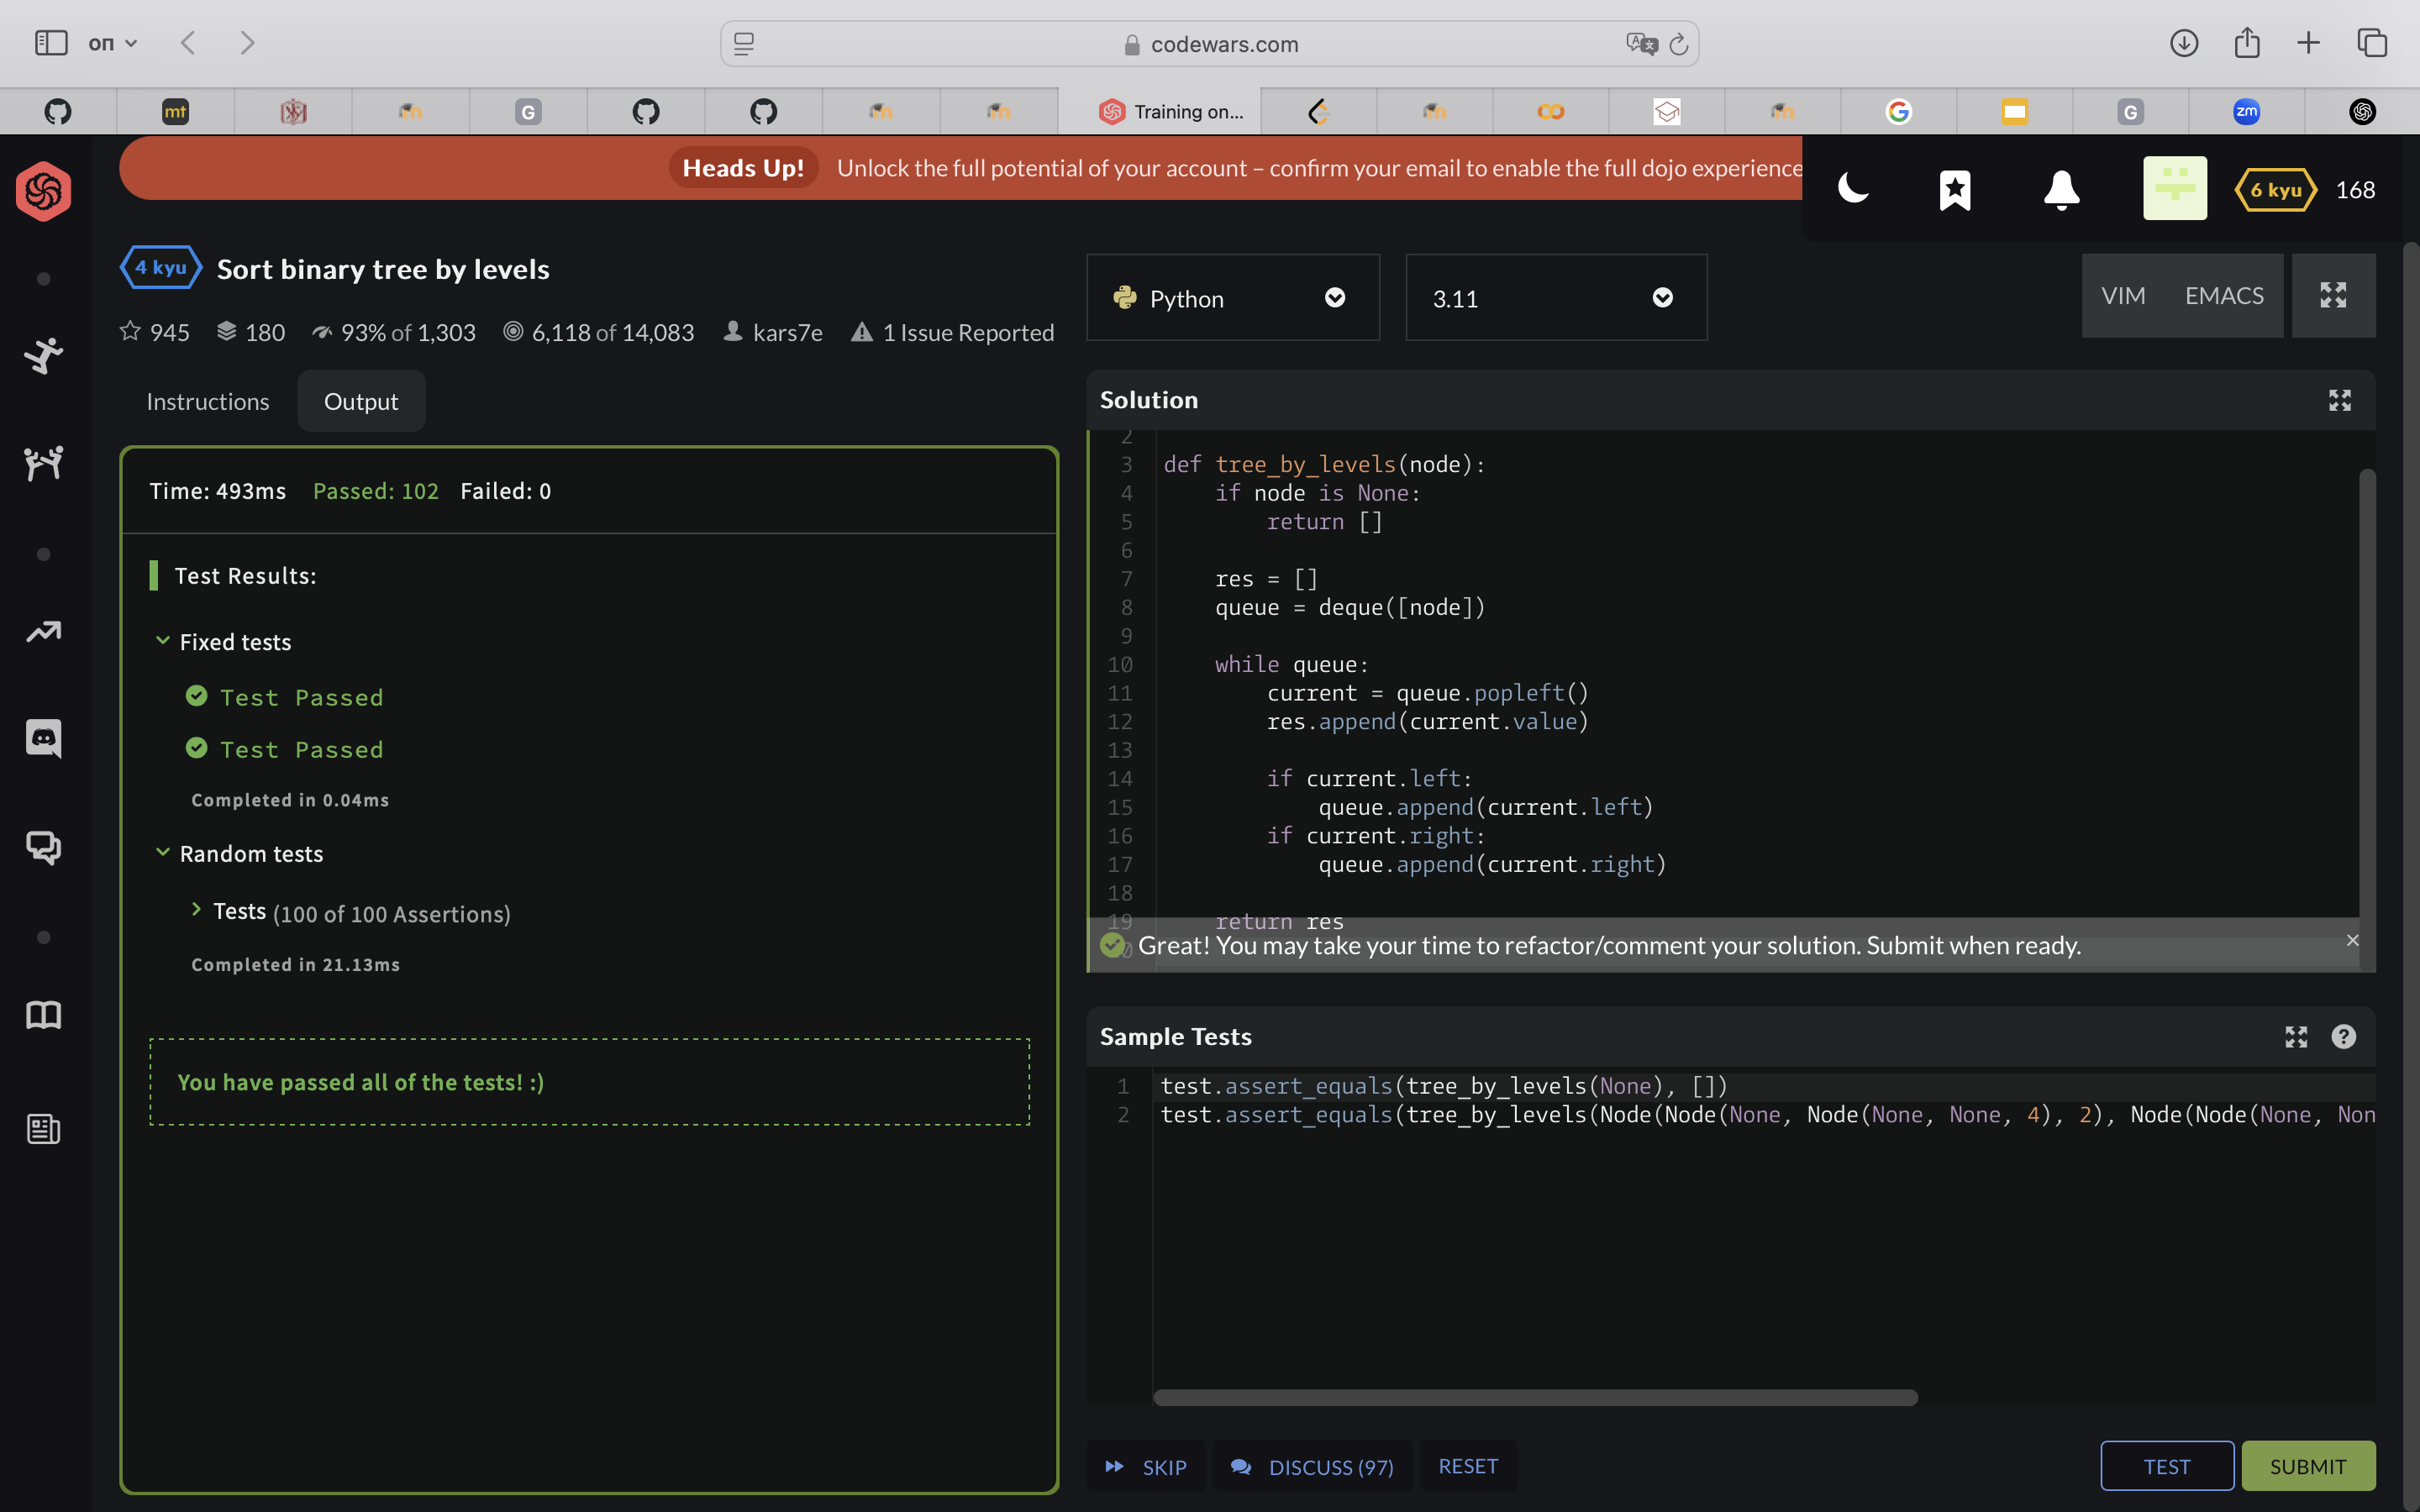 оп
codewars.com
mt
G
Training on...
G
zm
Heads Up! Unlock the full potential of your account – confirm your email to enable the full dojo experience
6 kyu 168
4 kyu Sort binary tree by levels
945 180 93% of 1,303 6,118 of 14,083 kars7e 1 Issue Reported
Python
3.11
VIM EMACS
Instructions Output
Time: 493ms Passed: 102 Failed: 0
Test Results:
Fixed tests
Test Passed
Test Passed
Completed in 0.04ms
Random tests
Tests (100 of 100 Assertions)
Completed in 21.13ms
You have passed all of the tests! :)
Solution
2
3 def tree_by_levels(node):
4 if node is None:
5 return []
6
7 res = []
8 queue = deque([node])
9
10 while queue:
11 current = queue.popleft()
12 res.append(current.value)
13
14 if current.left:
15 queue.append(current.left)
16 if current.right:
17 queue.append(current.right)
18
19 return res
Great! You may take your time to refactor/comment your solution. Submit when ready.
Sample Tests
1 test.assert_equals(tree_by_levels(None), [])
2 test.assert_equals(tree_by_levels(Node(Node(None, Node(None, None, 4), 2), Node(Node(None, Non
SKIP DISCUSS (97) RESET
TEST SUBMIT